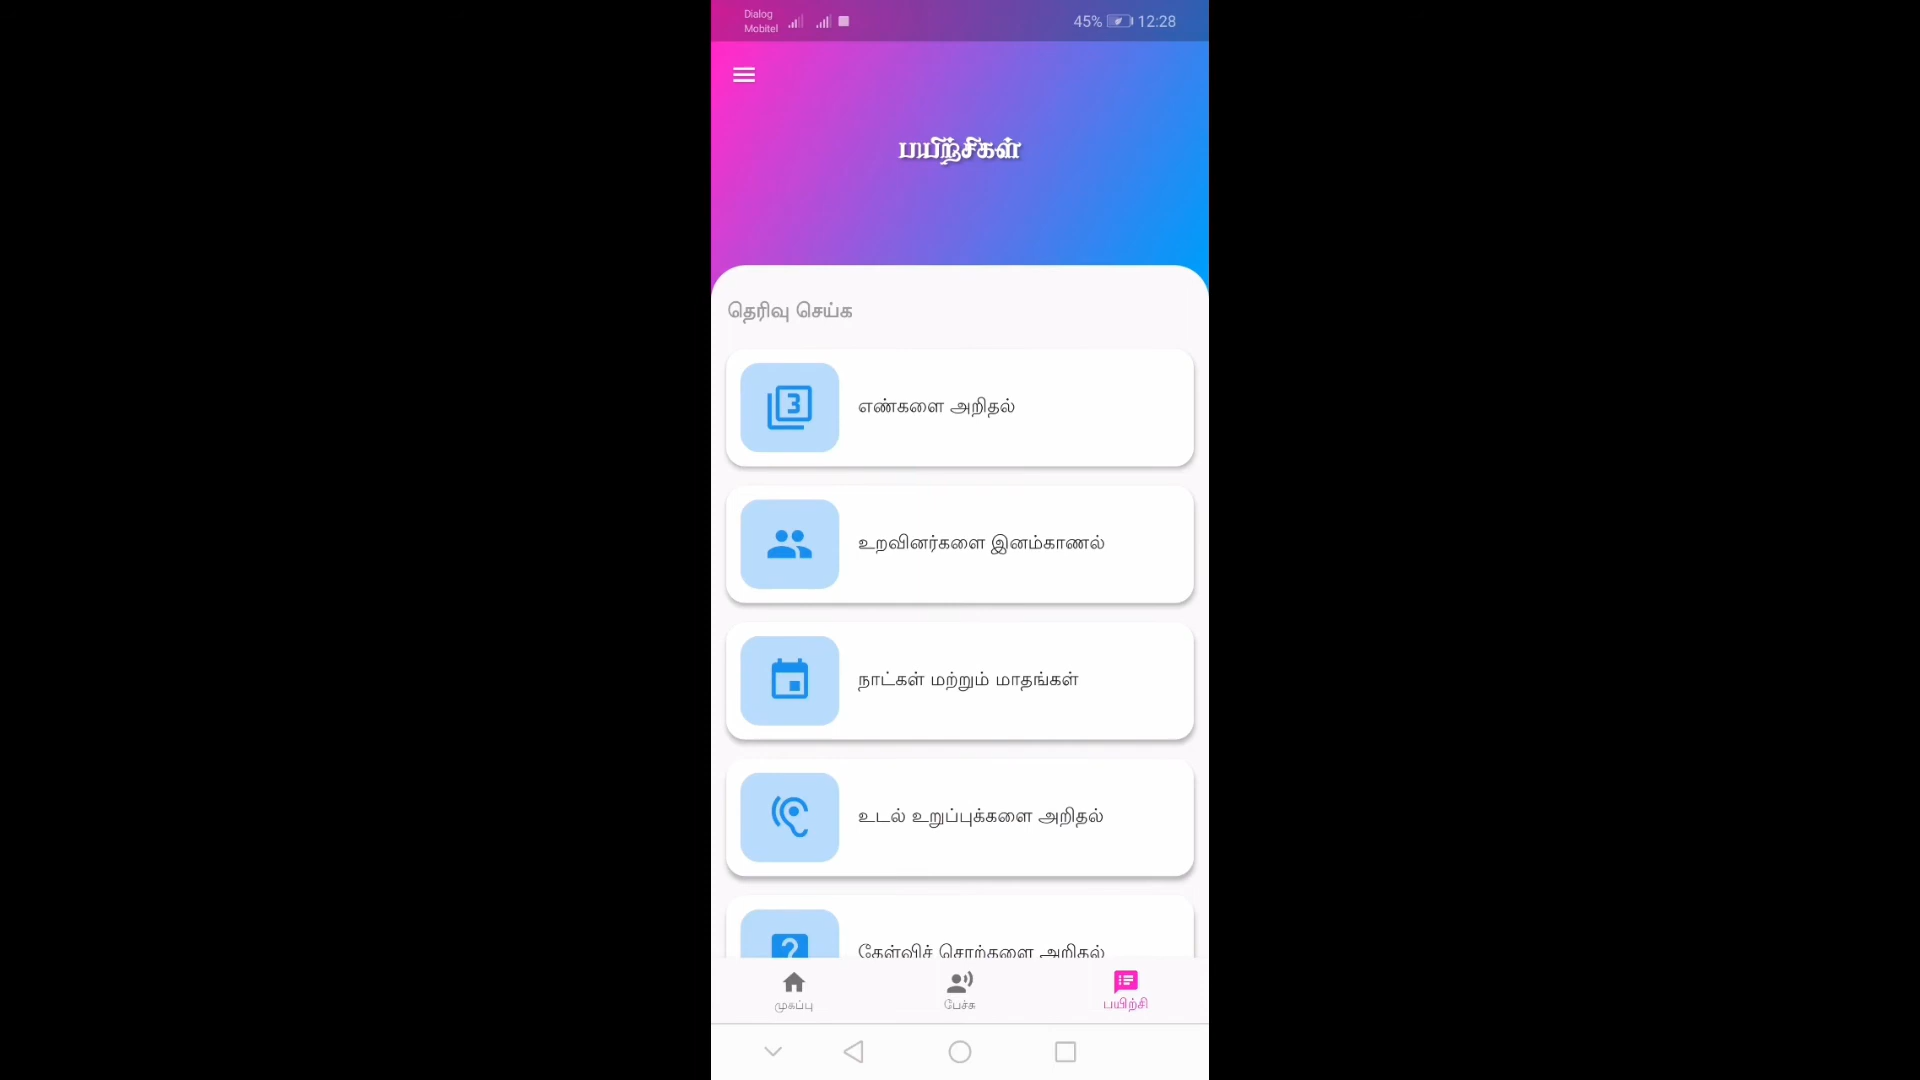 Dialog
Mobitel
45% 12:28
பயிற்சிகள்
தெரிவு செய்க
3
எண்களை அறிதல்
உறவினர்களை இனம்காணல்
நாட்கள் மற்றும் மாதங்கள்
உடல் உறுப்புக்களை அறிதல்
?
கேள்விச் சொற்களை அறிதல்
முகப்பு
பேச்சு
பயிற்சி